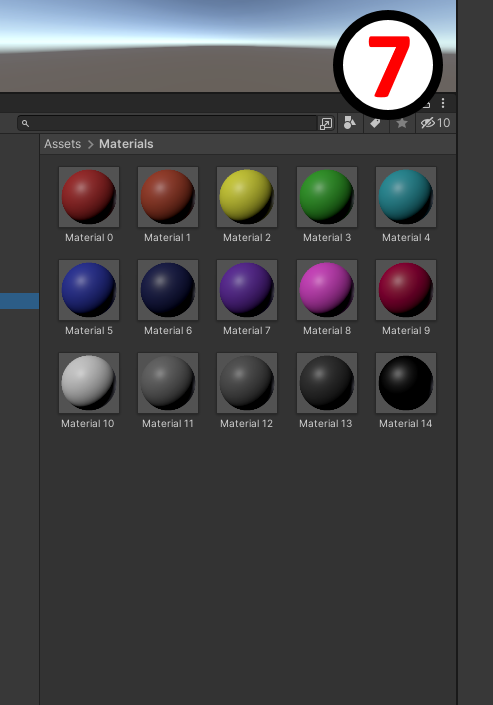 7
10
Assets > Materials
Material 0 Material 1 Material 2 Material 3 Material 4
Material 5 Material 6 Material 7 Material 8 Material 9
Material 10 Material 11 Material 12 Material 13 Material 14